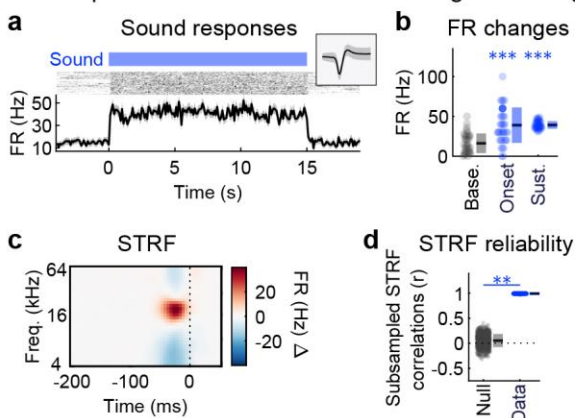 a Sound responses
Sound
FR (Hz)
50
30
10
0 5 10 15
Time (s)
b FR changes
*** ***
FR (Hz)
100
50
0
Base. Onset Sust.
c STRF
Freq. (kHz)
64
16
4
-200 -100 0
Time (ms)
20
0
-20
FR (Hz) Δ
d STRF reliability
**
Subsampled STRF
correlations (r)
1
0.5
0
-0.5
Null Data